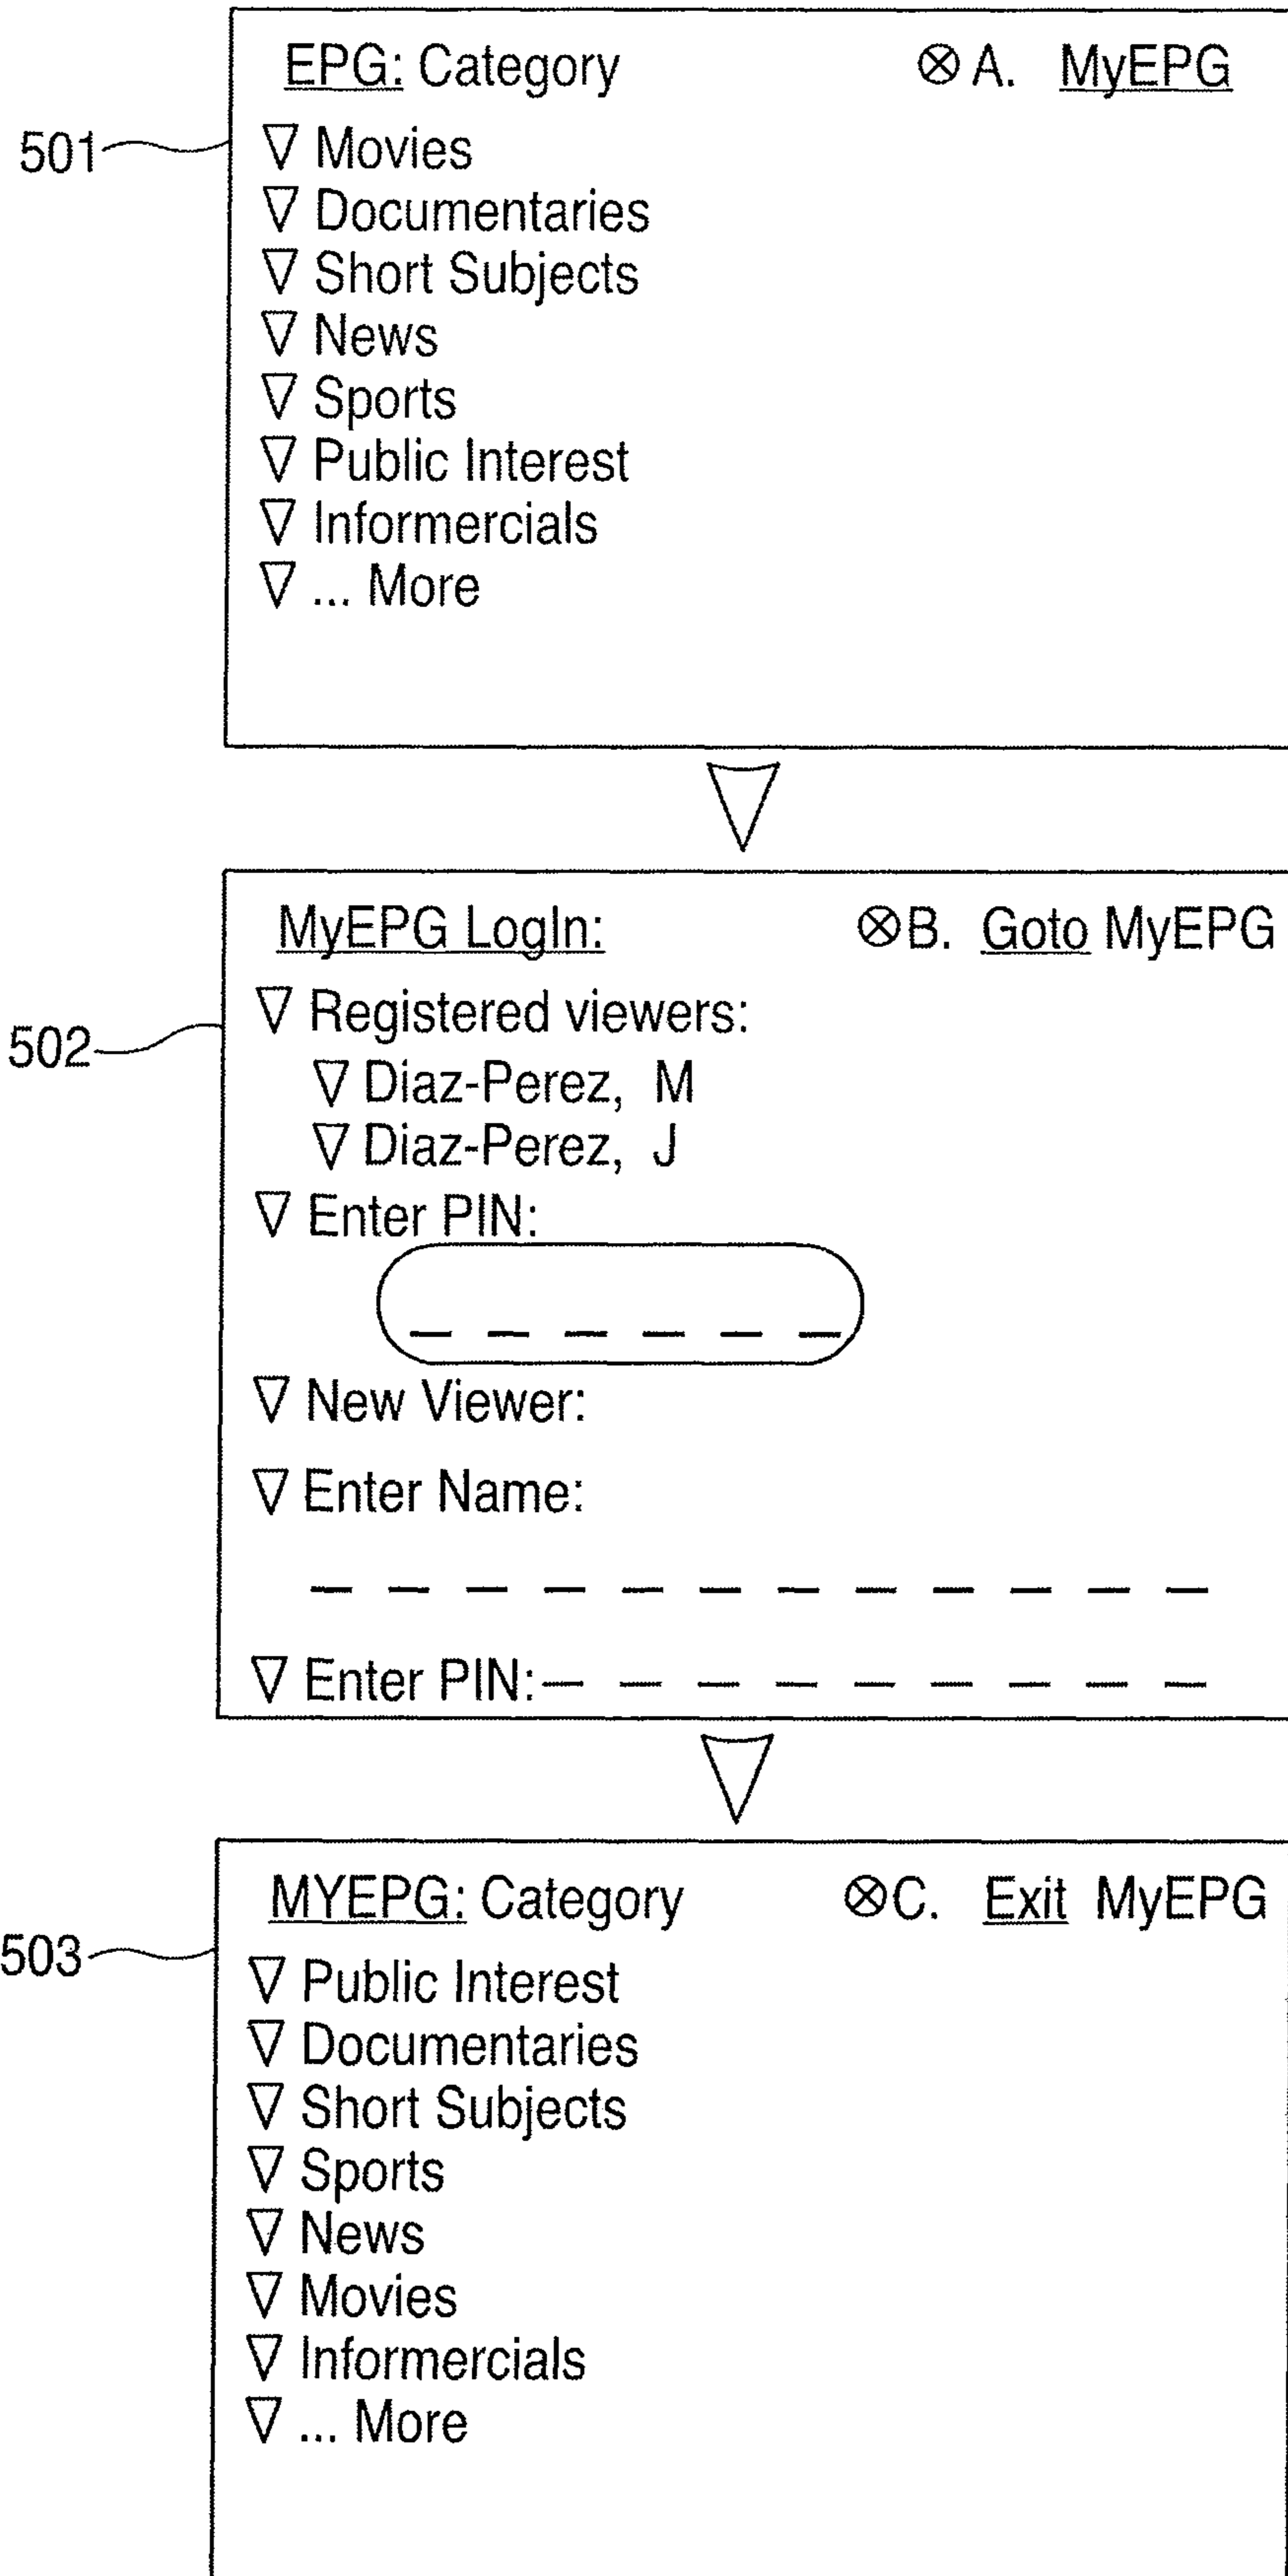 EPG: Category ⊗ A. MyEPG
501
▽ Movies
▽ Documentaries
▽ Short Subjects
▽ News
▽ Sports
▽ Public Interest
▽ Informercials
▽ ... More
MyEPG LogIn: ⊗B. Goto MyEPG
502
▽ Registered viewers:
▽ Diaz-Perez, M
▽ Diaz-Perez, J
▽ Enter PIN:
_ _ _ _ _ _
▽ New Viewer:
▽ Enter Name:
_ _ _ _ _ _ _ _ _ _ _ _
▽ Enter PIN: _ _ _ _ _ _ _ _ _
MYEPG: Category ⊗C. Exit MyEPG
503
▽ Public Interest
▽ Documentaries
▽ Short Subjects
▽ Sports
▽ News
▽ Movies
▽ Informercials
▽ ... More